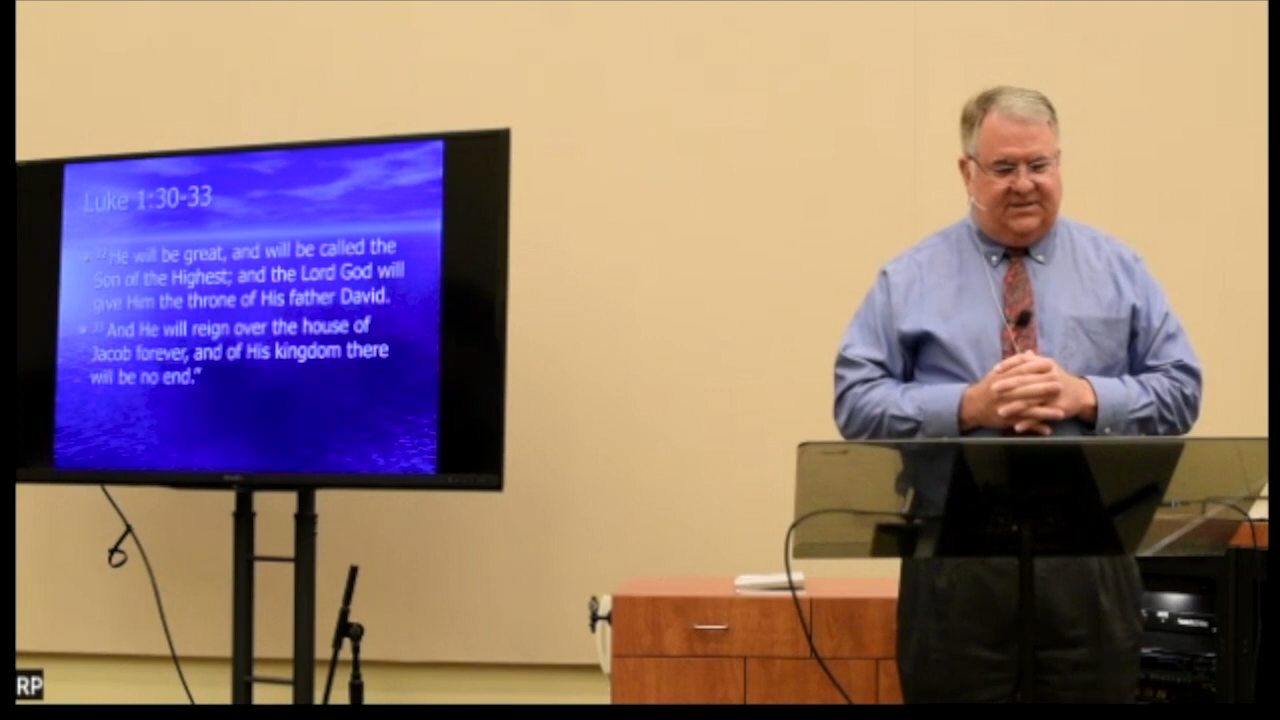 Luke 1:30-33
32 He will be great, and will be called the
Son of the Highest; and the Lord God will
give Him the throne of His father David.
33 And He will reign over the house of
Jacob forever, and of His kingdom there
will be no end."
RP